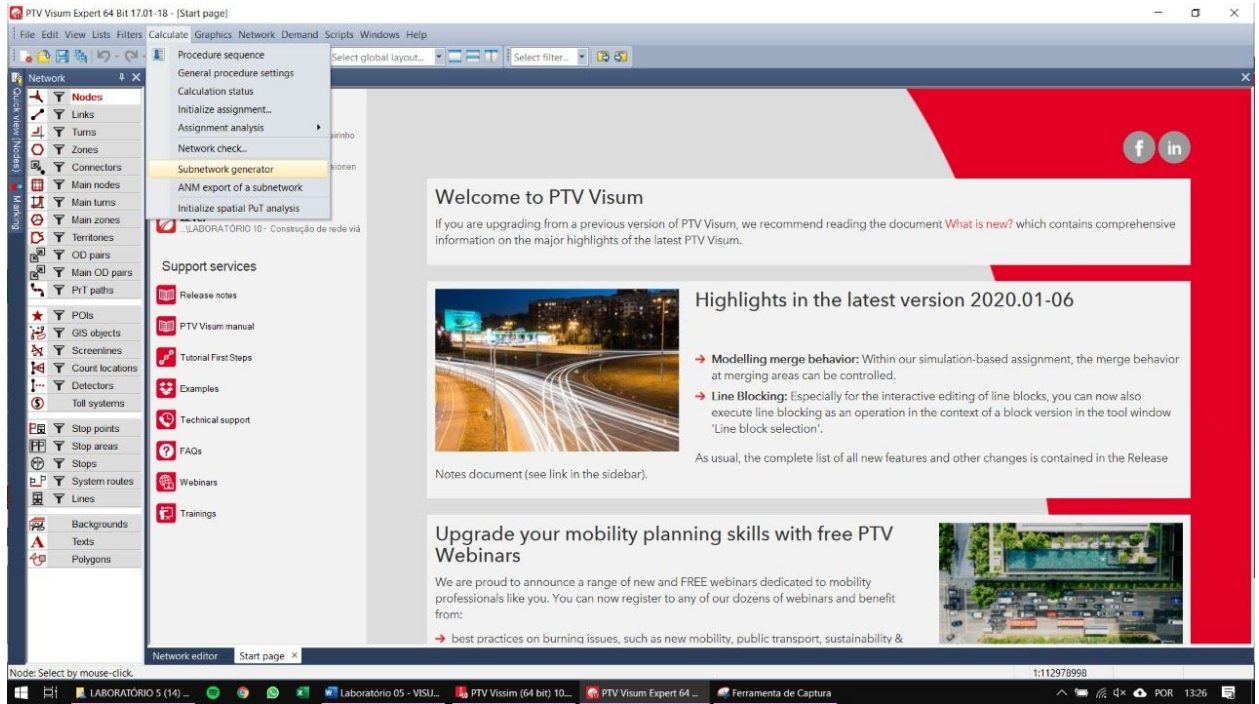 PTV Visum Expert 64 Bit 17.01-18 - [Start page]
File Edit View Lists Filters Calculate Graphics Network Demand Scripts Windows Help
Select global layout...
Select filter...
Procedure sequence
General procedure settings
Calculation status
Initialize assignment...
Assignment analysis
Network check...
Subnetwork generator
ANM export of a subnetwork
Initialize spatial PuT analysis
Quick view (Nodes)
Marking
Network
Nodes
Links
Turns
Zones
Connectors
Main nodes
Main turns
Main zones
Territories
OD pairs
Main OD pairs
PrT paths
POIs
GIS objects
Screenlines
Count locations
Detectors
Toll systems
Stop points
Stop areas
Stops
System routes
Lines
Backgrounds
Texts
Polygons
eirinho
sionen
...\LABORATÓRIO 10 - Construção de rede viá
Support services
Release notes
PTV Visum manual
Tutorial First Steps
Examples
Technical support
FAQs
Webinars
Trainings
f in
Welcome to PTV Visum
If you are upgrading from a previous version of PTV Visum, we recommend reading the document What is new? which contains comprehensive
information on the major highlights of the latest PTV Visum.
Highlights in the latest version 2020.01-06
Modelling merge behavior: Within our simulation-based assignment, the merge behavior
at merging areas can be controlled.
Line Blocking: Especially for the interactive editing of line blocks, you can now also
execute line blocking as an operation in the context of a block version in the tool window
'Line block selection'.
As usual, the complete list of all new features and other changes is contained in the Release
Notes document (see link in the sidebar).
Upgrade your mobility planning skills with free PTV
Webinars
We are proud to announce a range of new and FREE webinars dedicated to mobility
professionals like you. You can now register to any of our dozens of webinars and benefit
from:
best practices on burning issues, such as new mobility, public transport, sustainability &
Network editor Start page
Node: Select by mouse-click.
1:112978998
LABORATÓRIO 5 (14) ...
Laboratório 05 - VISU...
PTV Vissim (64 bit) 10...
PTV Visum Expert 64 ...
Ferramenta de Captura
POR 13:26